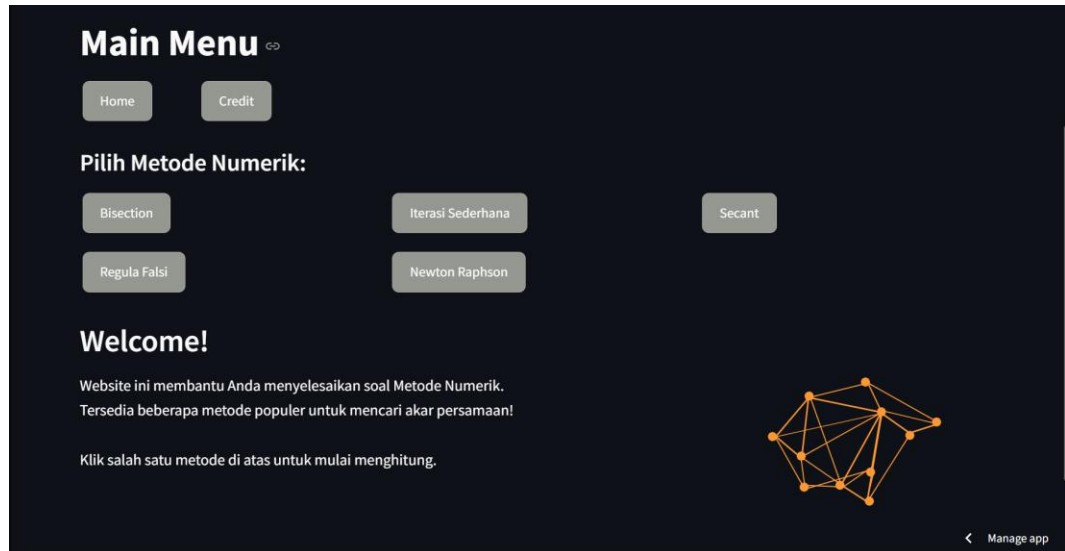 Main Menu
Home Credit
Pilih Metode Numerik:
Bisection Iterasi Sederhana Secant
Regula Falsi Newton Raphson
Welcome!
Website ini membantu Anda menyelesaikan soal Metode Numerik.
Tersedia beberapa metode populer untuk mencari akar persamaan!
Klik salah satu metode di atas untuk mulai menghitung.
Manage app